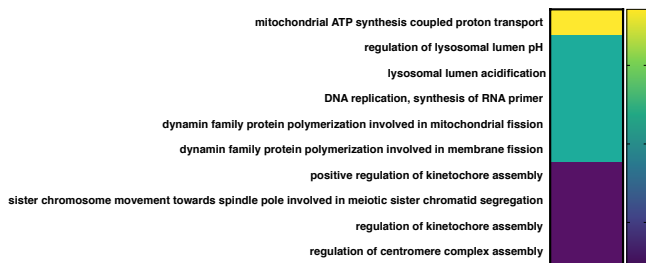 mitochondrial ATP synthesis coupled proton transport
regulation of lysosomal lumen pH
lysosomal lumen acidification
DNA replication, synthesis of RNA primer
dynamin family protein polymerization involved in mitochondrial fission
dynamin family protein polymerization involved in membrane fission
positive regulation of kinetochore assembly
sister chromosome movement towards spindle pole involved in meiotic sister chromatid segregation
regulation of kinetochore assembly
regulation of centromere complex assembly